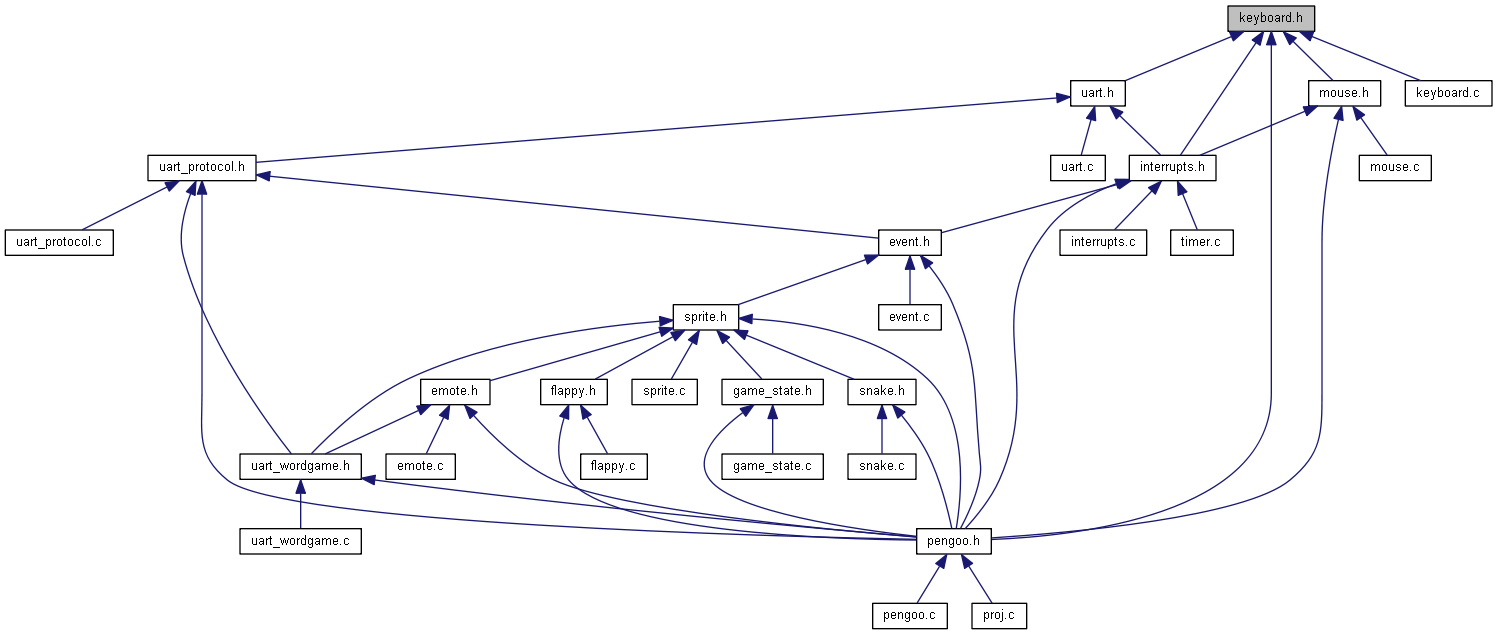 keyboard.h
uart.h
mouse.h
keyboard.c
uart_protocol.h
uart.c
interrupts.h
mouse.c
uart_protocol.c
event.h
interrupts.c
timer.c
sprite.h
event.c
emote.h
flappy.h
sprite.c
game_state.h
snake.h
uart_wordgame.h
emote.c
flappy.c
game_state.c
snake.c
uart_wordgame.c
pengoo.h
pengoo.c
proj.c